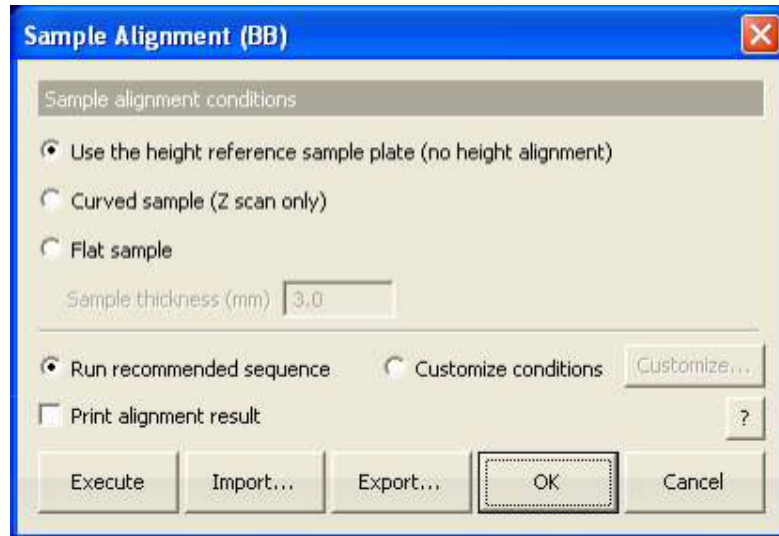 Sample Alignment (BB)
Sample alignment conditions
Use the height reference sample plate (no height alignment)
Curved sample (Z scan only)
Flat sample
Sample thickness (mm) 3.0
Run recommended sequence Customize conditions Customize...
Print alignment result ?
Execute Import... Export... OK Cancel